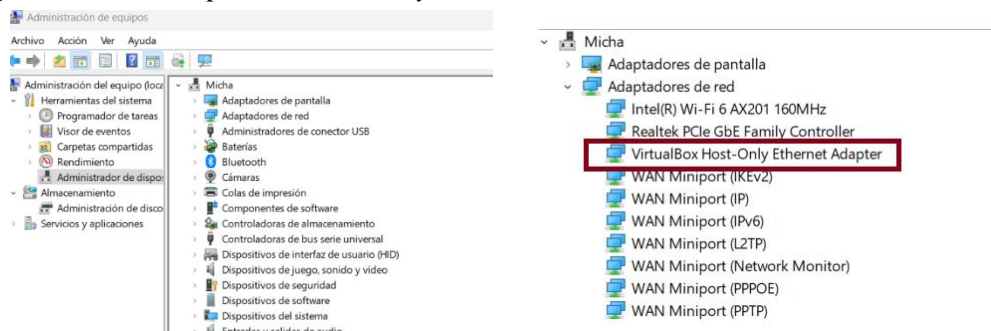 Administración de equipos
Archivo Acción Ver Ayuda
Administración del equipo (loca
Herramientas del sistema
Programador de tareas
Visor de eventos
Carpetas compartidas
Rendimiento
Administrador de dispo
Almacenamiento
Administración de disco
Servicios y aplicaciones
Micha
Adaptadores de pantalla
Adaptadores de red
Administradores de conector USB
Baterías
Bluetooth
Cámaras
Colas de impresión
Componentes de software
Controladoras de almacenamiento
Controladoras de bus serie universal
Dispositivos de interfaz de usuario (HID)
Dispositivos de juego, sonido y vídeo
Dispositivos de seguridad
Dispositivos de software
Dispositivos del sistema
Entradas y salidas de audio
Micha
Adaptadores de pantalla
Adaptadores de red
Intel(R) Wi-Fi 6 AX201 160MHz
Realtek PCIe GbE Family Controller
VirtualBox Host-Only Ethernet Adapter
WAN Miniport (IKEv2)
WAN Miniport (IP)
WAN Miniport (IPv6)
WAN Miniport (L2TP)
WAN Miniport (Network Monitor)
WAN Miniport (PPPOE)
WAN Miniport (PPTP)